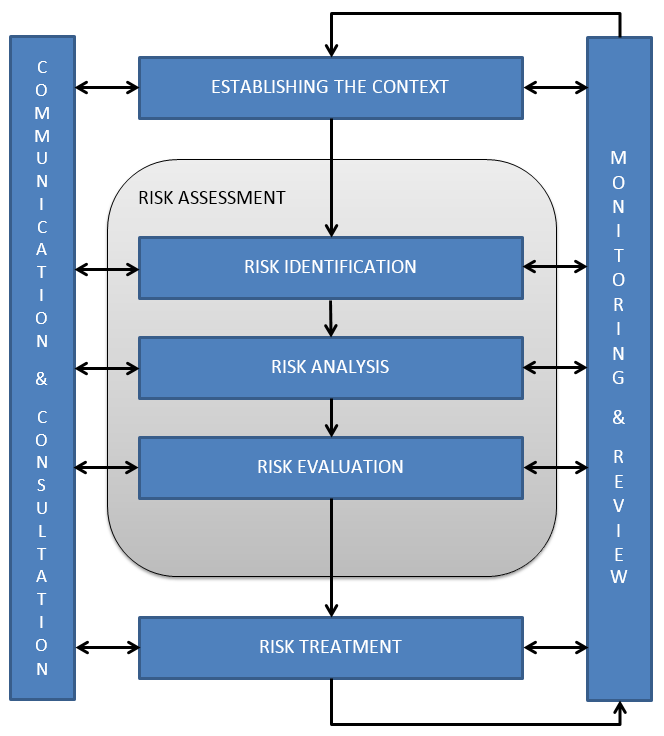 COMMUNICATION & CONSULTATION
ESTABLISHING THE CONTEXT
RISK ASSESSMENT
RISK IDENTIFICATION
RISK ANALYSIS
RISK EVALUATION
RISK TREATMENT
MONITORING & REVIEW